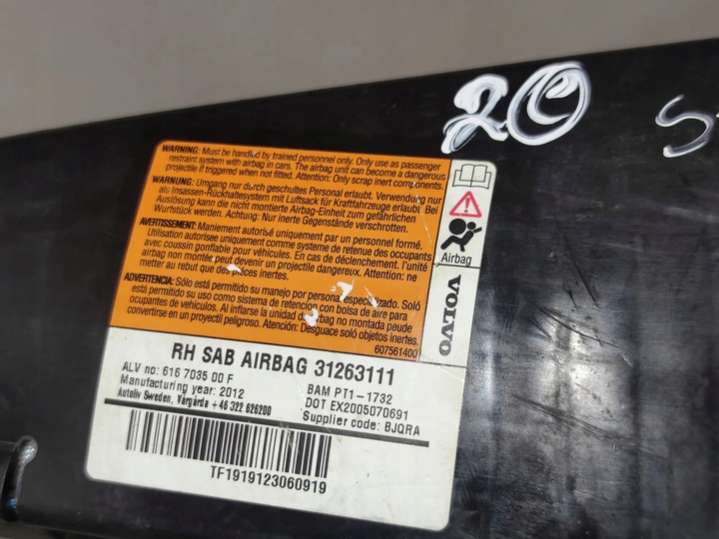 20
S
WARNING: Must be handled by trained personnel only. Only use as passenger
restraint system with airbag in cars. The airbag unit can become a dangerous
projectile if triggered when not fitted. Attention: Only scrap inert components.
WARNUNG: Umgang nur durch geschultes Personal erlaubt. Verwendung nur
als Insassen-Rückhaltesystem mit Luftsack für Kraftfahrzeuge erlaubt. Bei
Auslösung kann die nicht montierte Airbag-Einheit zum gefährlichen
Wurfstück werden. Achtung: Nur inerte Gegenstände verschrotten.
AVERTISSEMENT: Maniement autorisé uniquement par un personnel formé.
Utilisation autorisée uniquement comme système de retenue des occupants
avec coussin gonflable pour véhicules. En cas de déclenchement, l'unité
airbag non montée peut devenir un projectile dangereux. Attention: ne
metter au rebut que des pièces inertes.
ADVERTENCIA: Sólo está permitido su manejo por personal especializado. Sólo
está permitido su uso como sistema de retención con bolsa de aire para
ocupantes de vehículos. Al inflarse la unidad de airbag no montada puede
convertirse en un proyectil peligroso. Atención: Desguace solo objetos inertes.
607561400
Airbag
VOLVO
RH SAB AIRBAG 31263111
ALV no: 616 7035 00 F
BAM PT1-1732
Manufacturing year: 2012
DOT EX2005070691
Autoliv Sweden, Vårgårda +46 322 626200
Supplier code: BJQRA
TF1919123060919